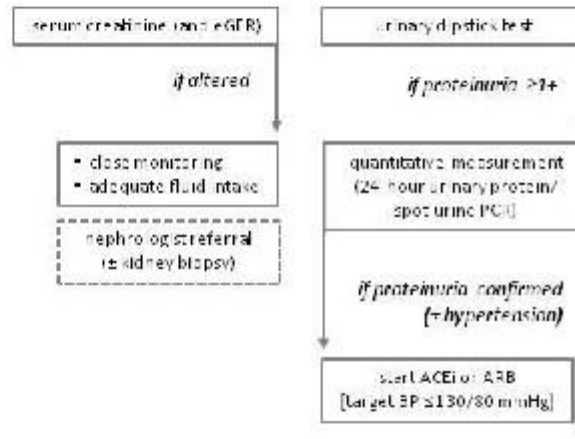 serum creatinine (and eGFR)
urinary dipstick test
if altered
if proteinuria ≥1+
▪ close monitoring
▪ adequate fluid intake
quantitative measurement
(24-hour urinary protein/
spot urine PCR)
nephrologist referral
(± kidney biopsy)
if proteinuria confirmed
(± hypertension)
start ACEi or ARB
[target BP ≤130/80 mmHg]